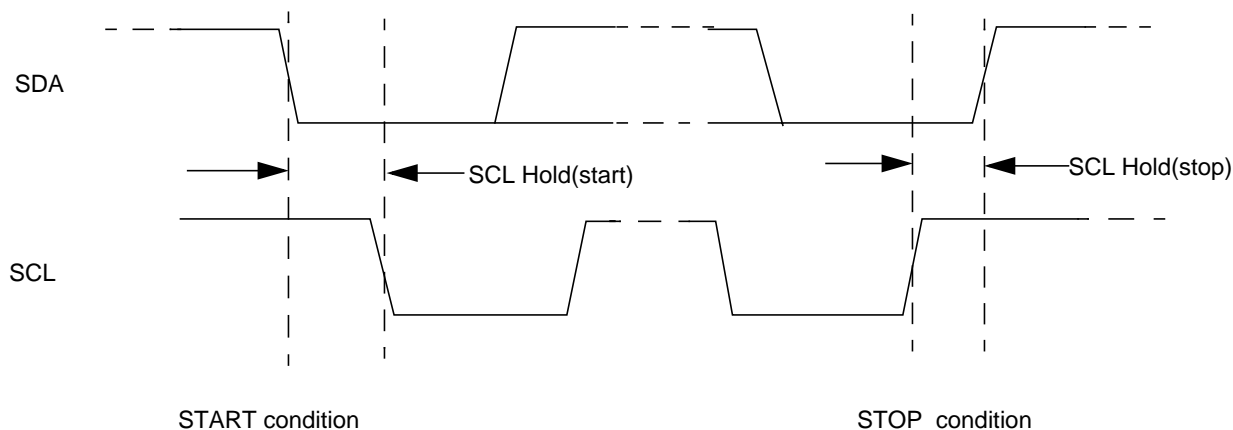 SDA
SCL Hold(start)
SCL Hold(stop)
SCL
START condition
STOP condition